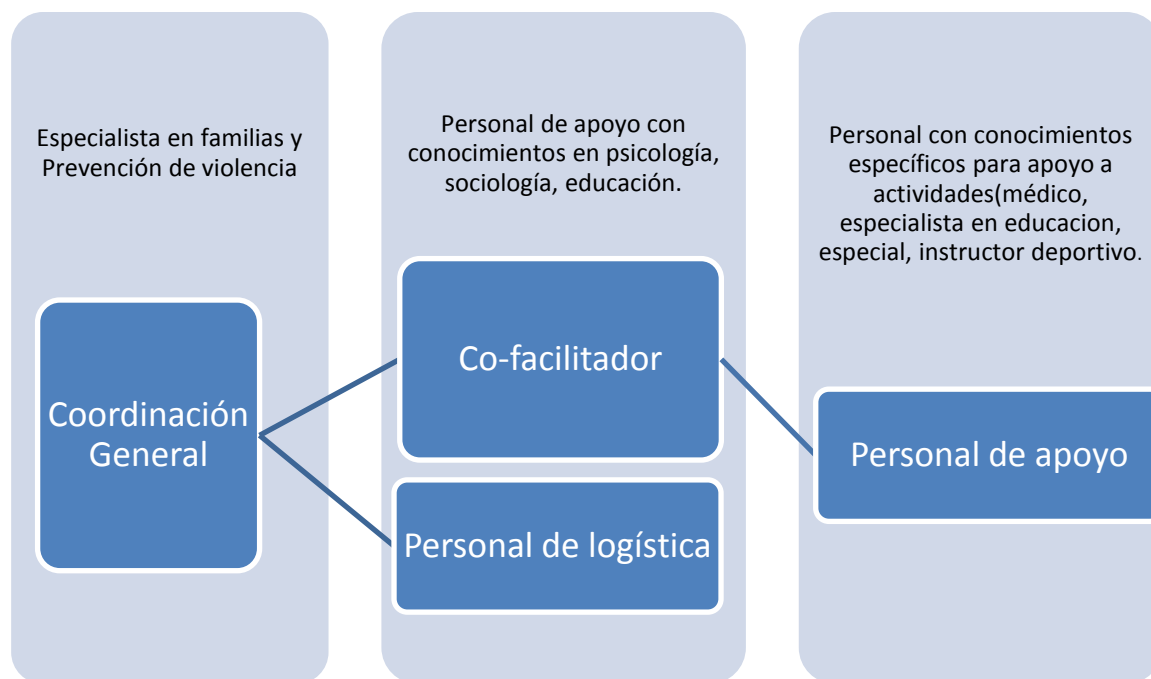 Especialista en familias y
Prevención de violencia
Coordinación
General
Personal de apoyo con
conocimientos en psicología,
sociología, educación.
Co-facilitador
Personal de logística
Personal con conocimientos
específicos para apoyo a
actividades(médico,
especialista en educacion,
especial, instructor deportivo.
Personal de apoyo